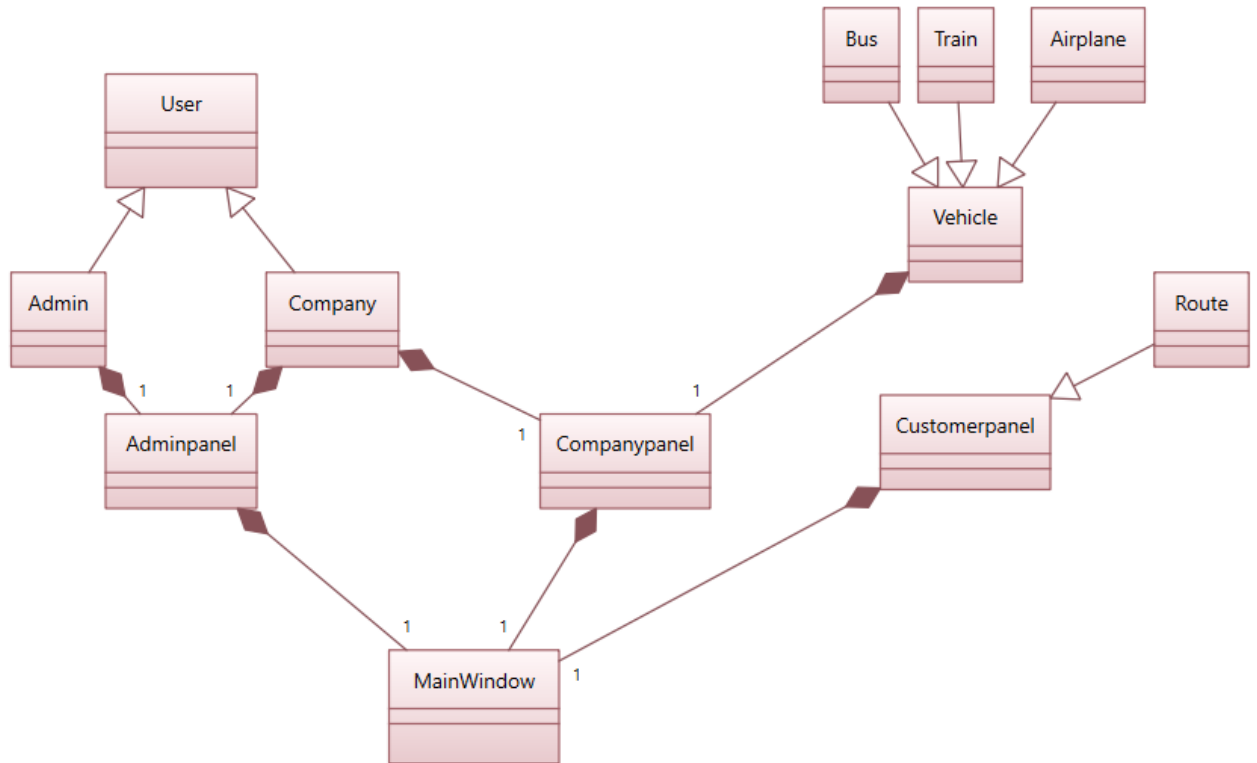 Bus
Train
Airplane
User
Vehicle
Admin
Company
Route
1
1
1
1
Adminpanel
Companypanel
Customerpanel
1
1
1
MainWindow